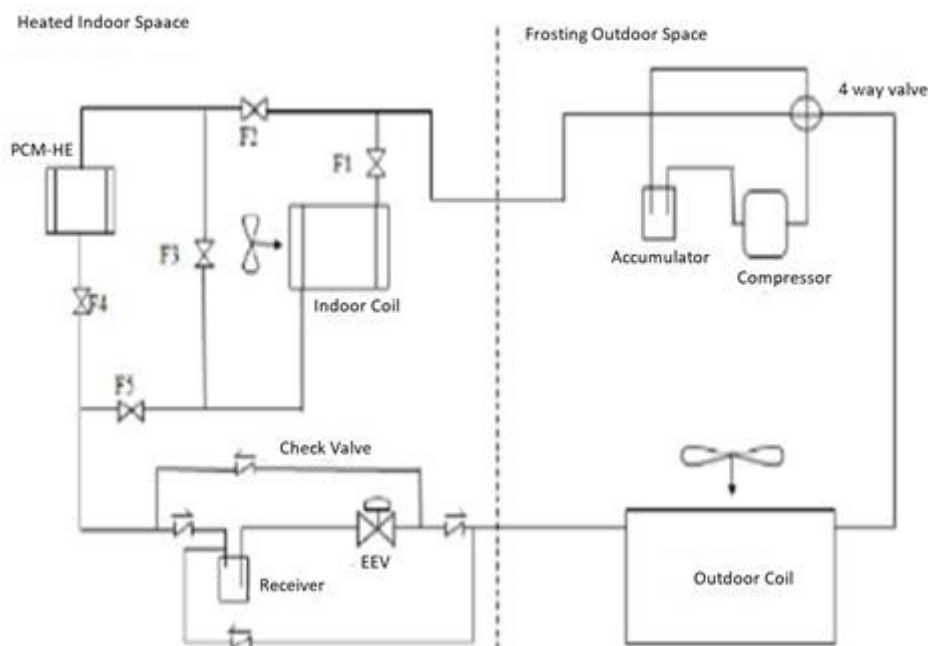 Heated Indoor Spaace
Frosting Outdoor Space
4 way valve
F2
PCM-HE
F1
F3
Accumulator
Compressor
F4
Indoor Coil
F5
Check Valve
EEV
Receiver
Outdoor Coil